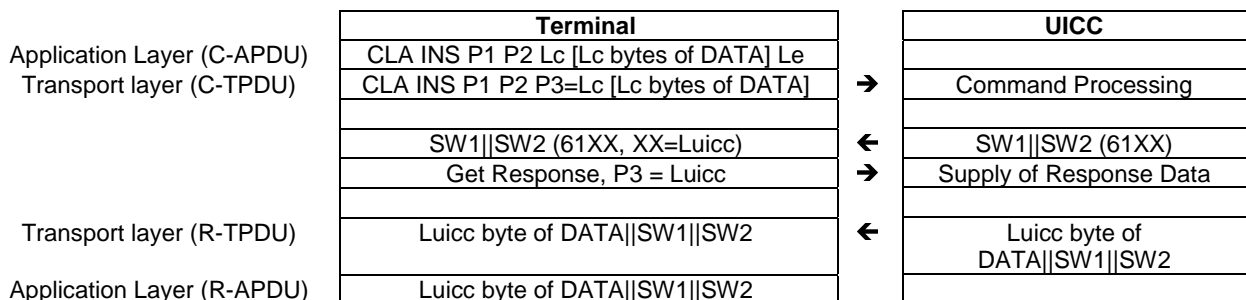 Terminal UICC
Application Layer (C-APDU) CLA INS P1 P2 Lc [Lc bytes of DATA] Le
Transport layer (C-TPDU) CLA INS P1 P2 P3=Lc [Lc bytes of DATA] → Command Processing
SW1||SW2 (61XX, XX=Luicc) ← SW1||SW2 (61XX)
Get Response, P3 = Luicc → Supply of Response Data
Transport layer (R-TPDU) Luicc byte of DATA||SW1||SW2 ← Luicc byte of
DATA||SW1||SW2
Application Layer (R-APDU) Luicc byte of DATA||SW1||SW2